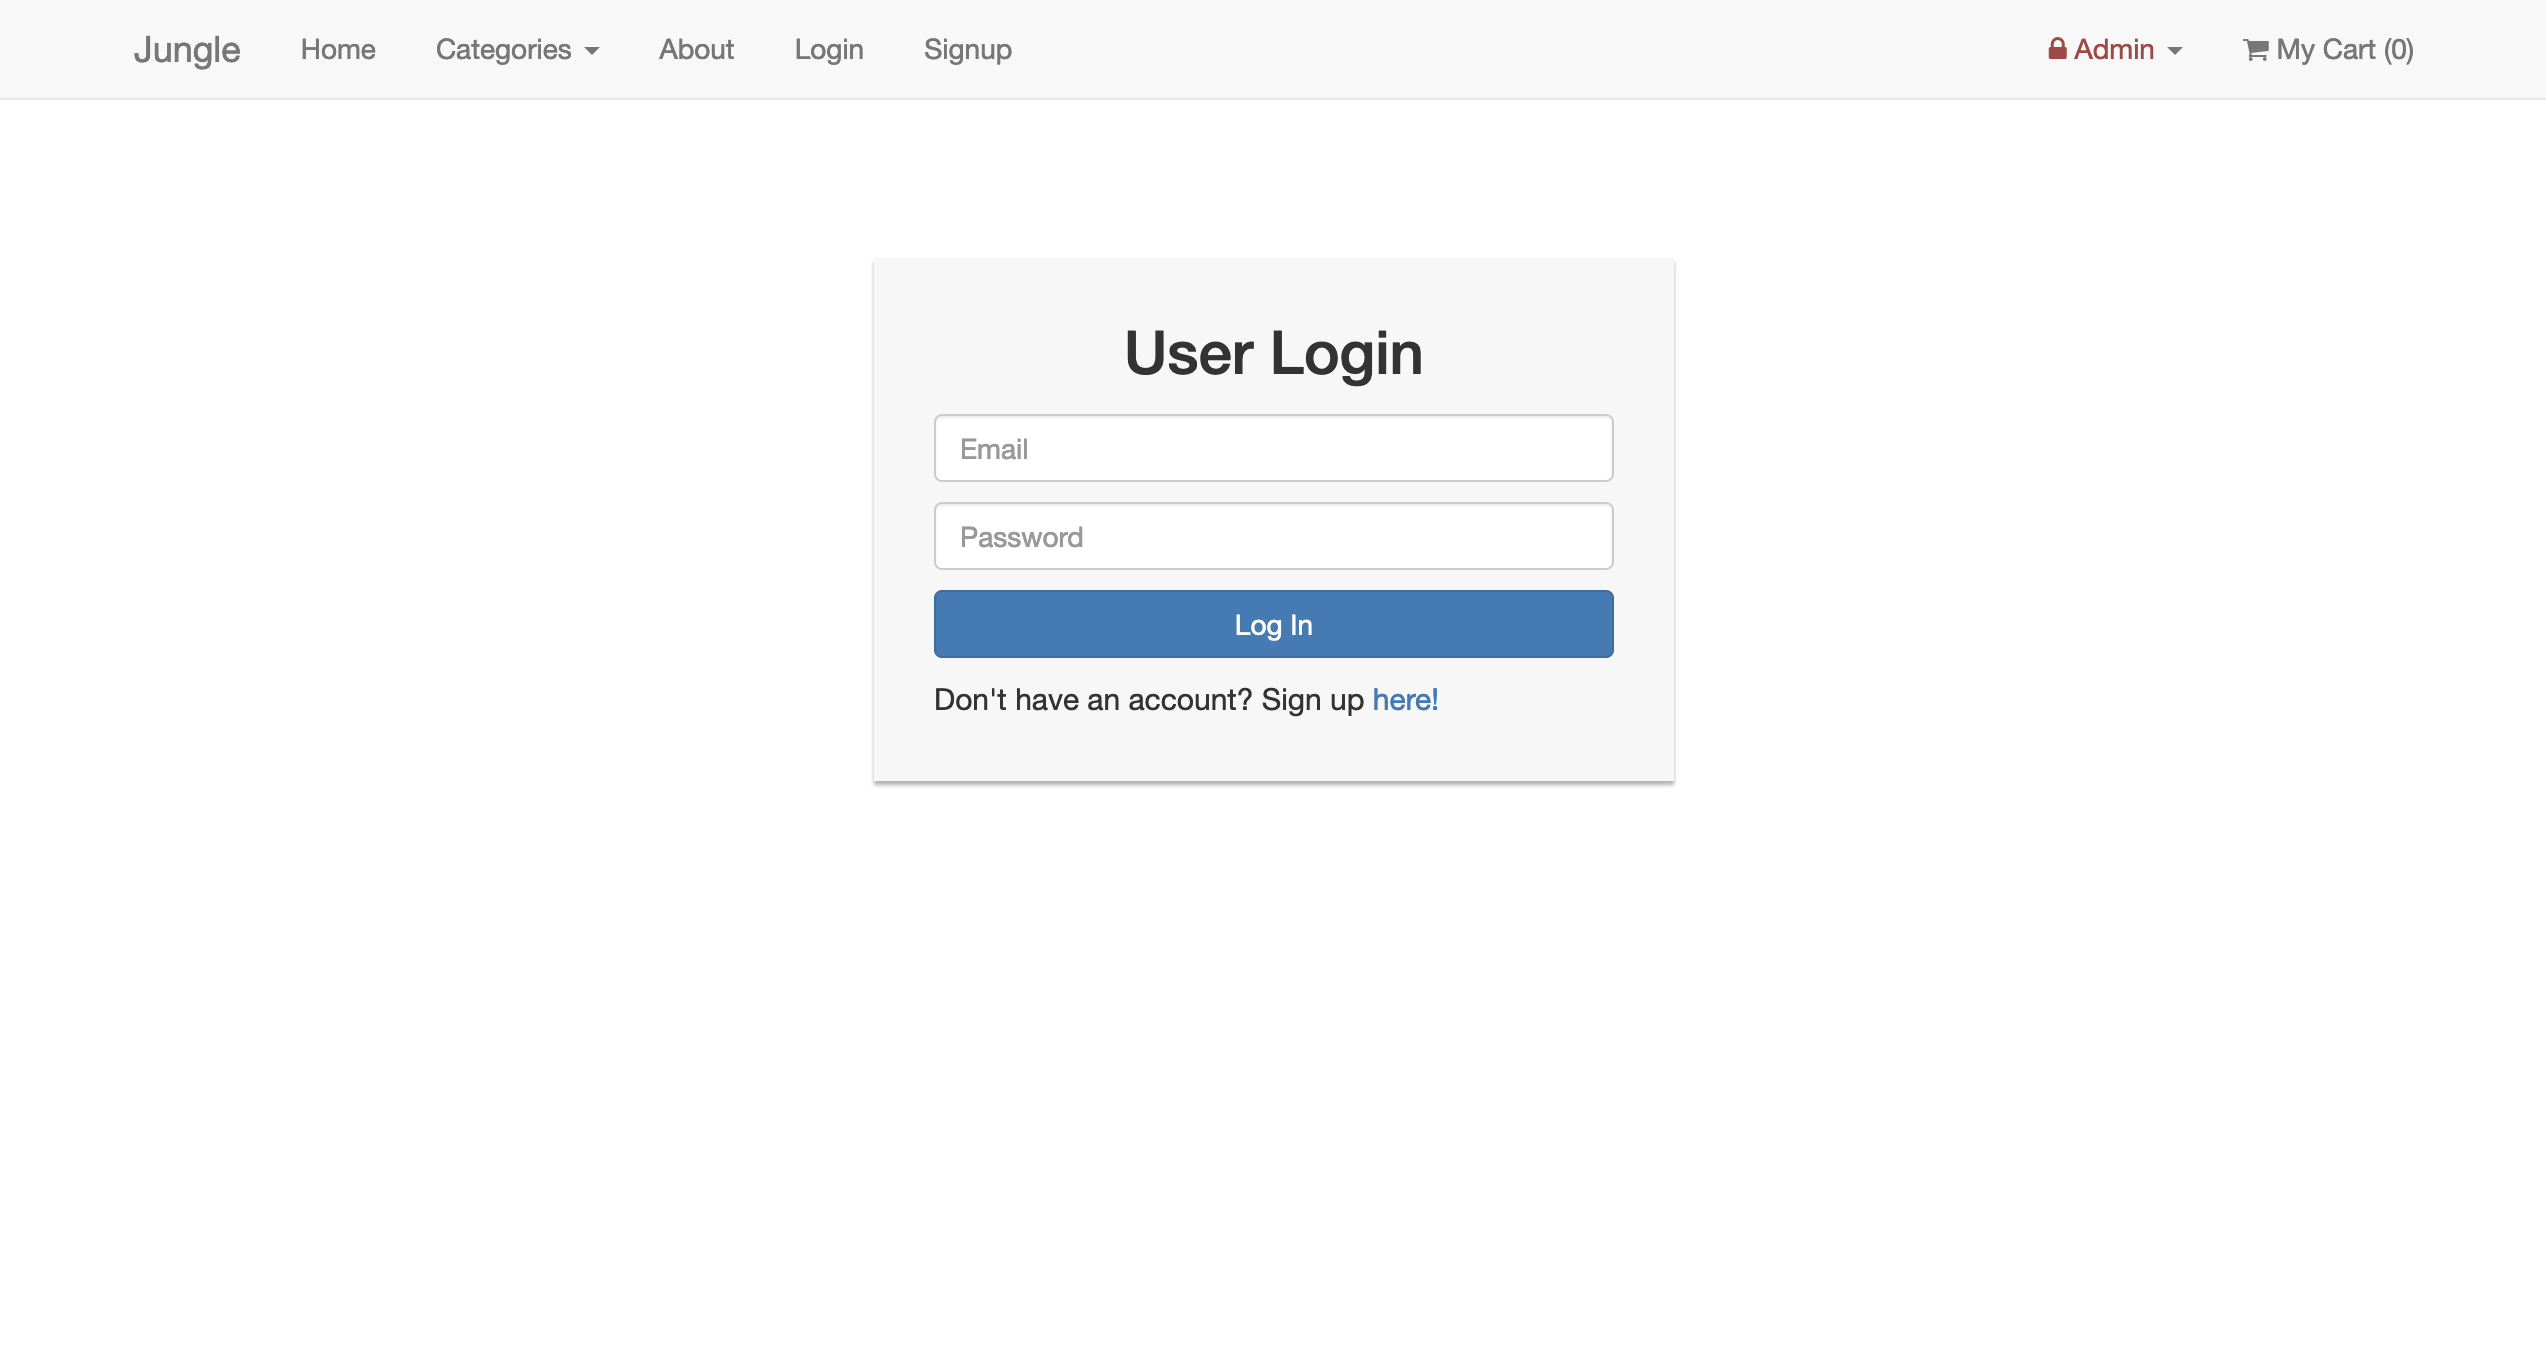 Jungle Home Categories About Login Signup Admin My Cart (0)
User Login
Email
Password
Log In
Don't have an account? Sign up here!